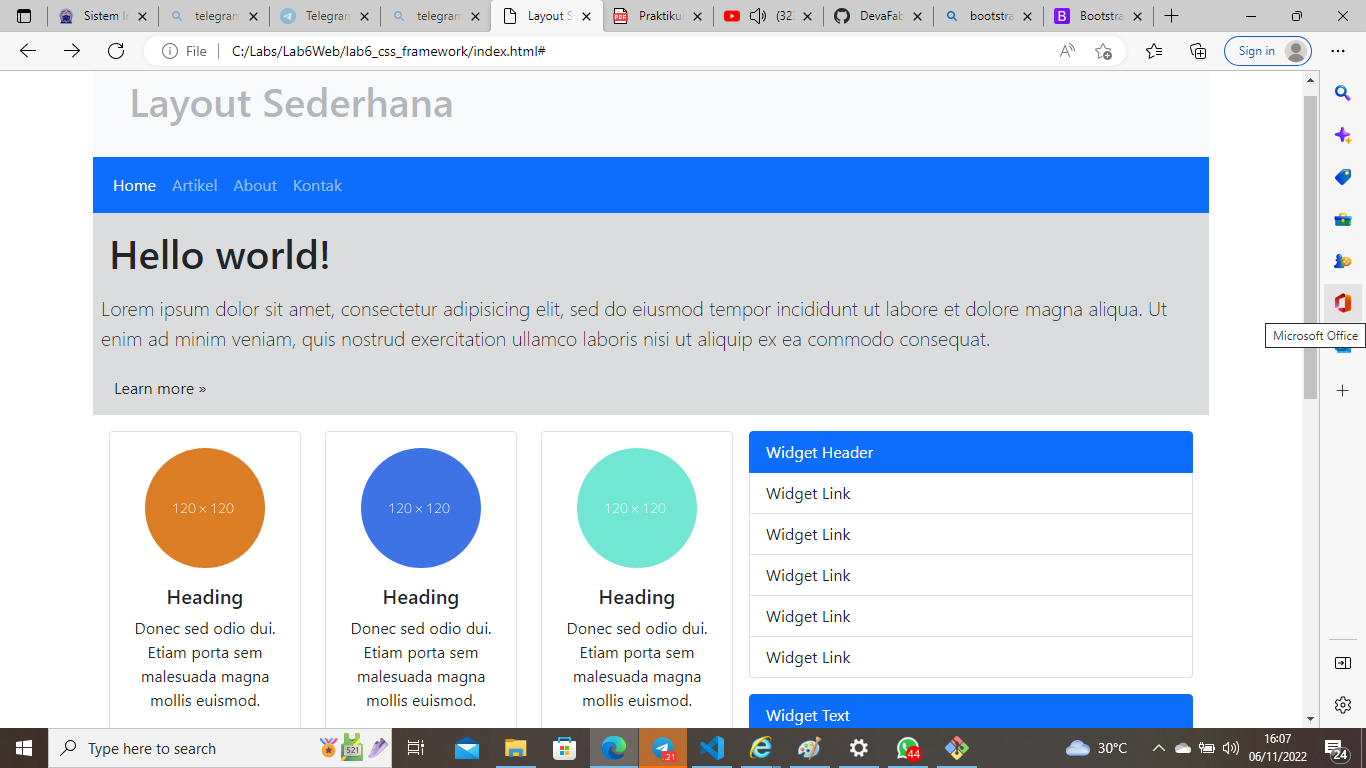 Sistem In
telegram
Telegram
telegram
Layout S
PDF
Praktikum
(32
DevaFab
bootstra
B
Bootstra
File
C:/Labs/Lab6Web/lab6_css_framework/index.html#
Sign in
Layout Sederhana
Home Artikel About Kontak
Hello world!
Lorem ipsum dolor sit amet, consectetur adipisicing elit, sed do eiusmod tempor incididunt ut labore et dolore magna aliqua. Ut
enim ad minim veniam, quis nostrud exercitation ullamco laboris nisi ut aliquip ex ea commodo consequat.
Learn more »
Microsoft Office
120 × 120
Heading
Donec sed odio dui.
Etiam porta sem
malesuada magna
mollis euismod.
120 × 120
Heading
Donec sed odio dui.
Etiam porta sem
malesuada magna
mollis euismod.
120 × 120
Heading
Donec sed odio dui.
Etiam porta sem
malesuada magna
mollis euismod.
Widget Header
Widget Link
Widget Link
Widget Link
Widget Link
Widget Link
Widget Text
Type here to search
521
.21
44
30°C
16:07
06/11/2022
24